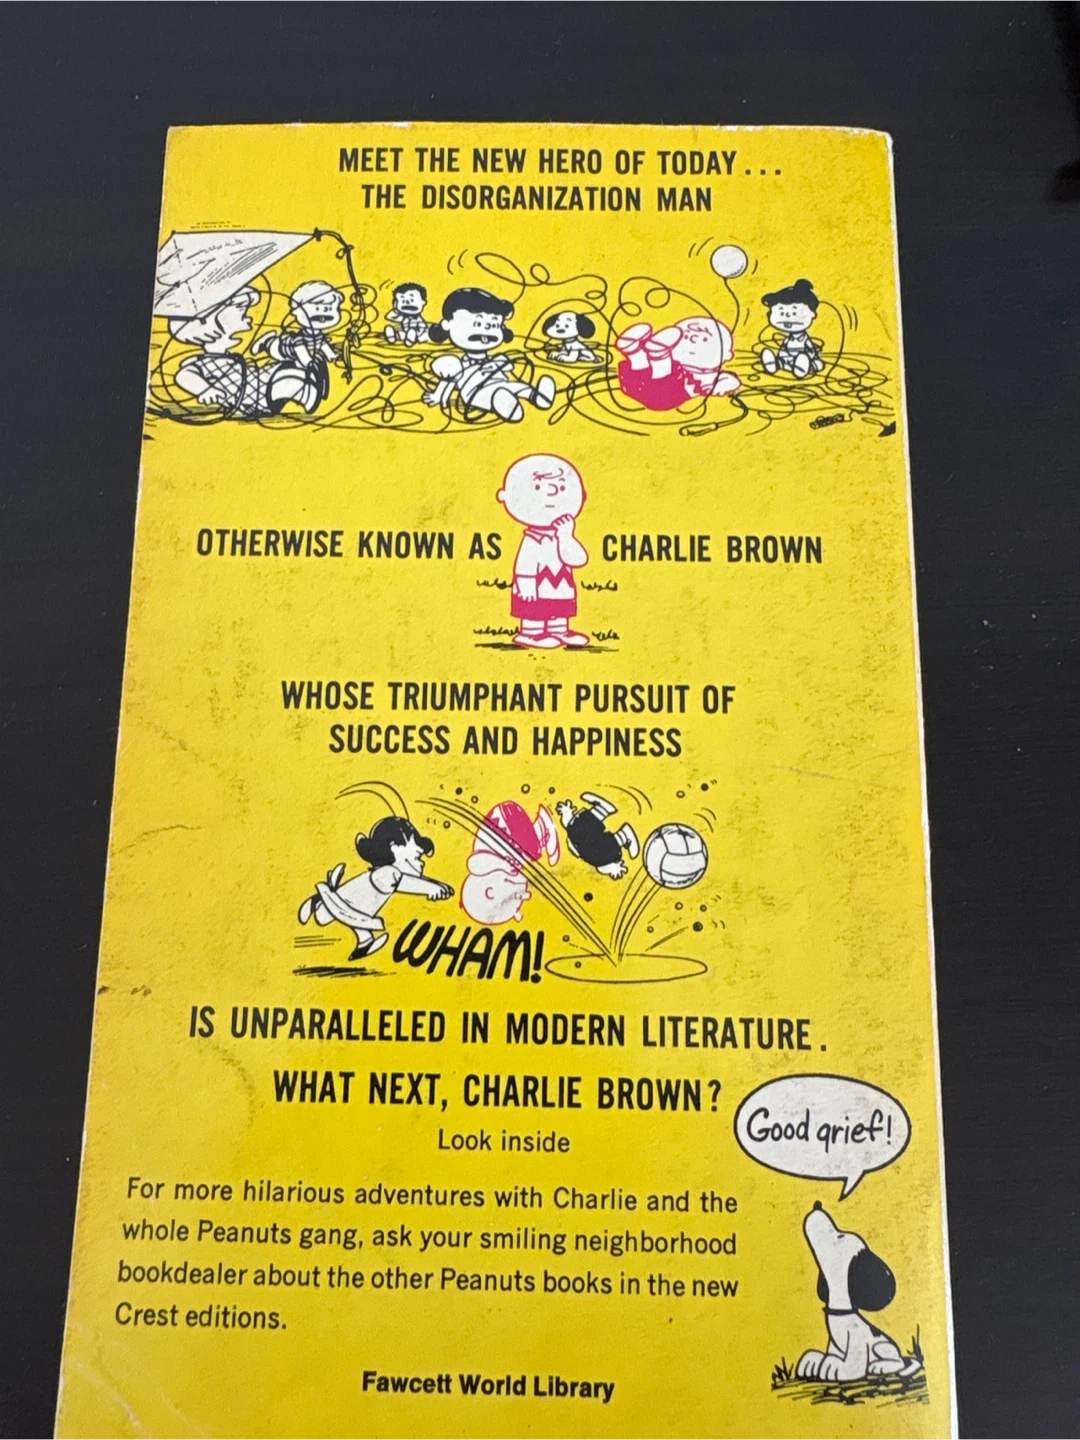 MEET THE NEW HERO OF TODAY...
THE DISORGANIZATION MAN
OTHERWISE KNOWN AS CHARLIE BROWN
WHOSE TRIUMPHANT PURSUIT OF
SUCCESS AND HAPPINESS
WHAM!
IS UNPARALLELED IN MODERN LITERATURE.
WHAT NEXT, CHARLIE BROWN?
Good grief!
Look inside
For more hilarious adventures with Charlie and the
whole Peanuts gang, ask your smiling neighborhood
bookdealer about the other Peanuts books in the new
Crest editions.
Fawcett World Library